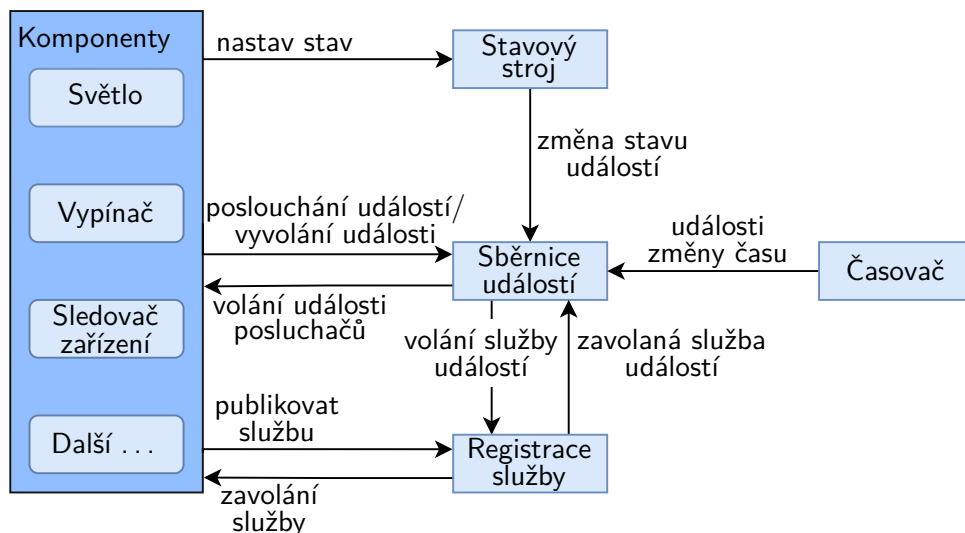 Komponenty
Světlo
Vypínač
Sledovač
zařízení
Další ...
nastav stav
Stavový
stroj
změna stavu
událostí
poslouchání událostí/
vyvolání události
Sběrnice
událostí
události
změny času
Časovač
volání události
posluchačů
volání služby
událostí
zavolaná služba
událostí
publikovat
službu
Registrace
služby
zavolání
služby